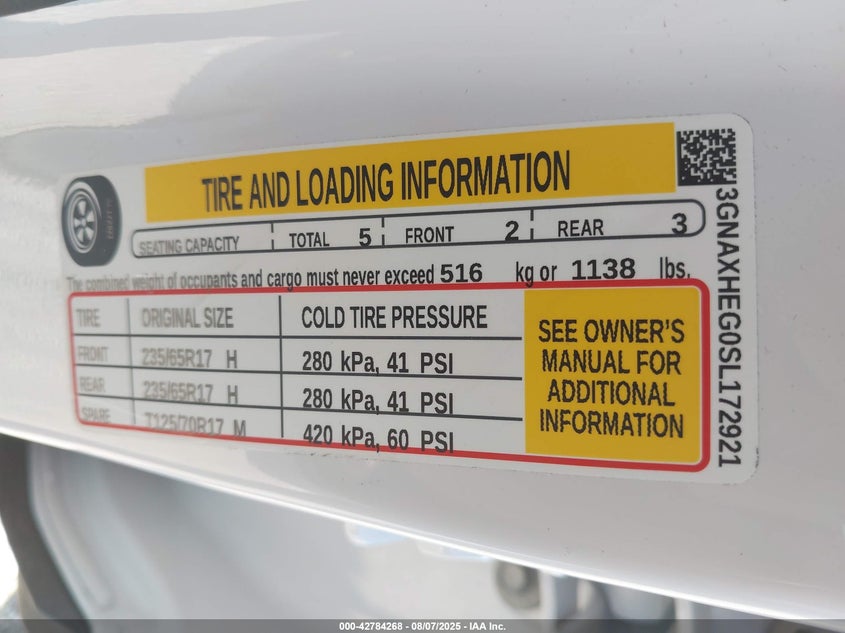 TIRE AND LOADING INFORMATION
SEATING CAPACITY TOTAL 5 FRONT 2 REAR 3
The combined weight of occupants and cargo must never exceed 516 kg or 1138 lbs.
TIRE ORIGINAL SIZE COLD TIRE PRESSURE
FRONT 235/65R17 H 280 kPa, 41 PSI
REAR 235/65R17 H 280 kPa, 41 PSI
SPARE T125/70R17 M 420 kPa, 60 PSI
SEE OWNER'S
MANUAL FOR
ADDITIONAL
INFORMATION
3GNAXHEG0SL172921
000-42784268 - 08/07/2025 - IAA Inc.